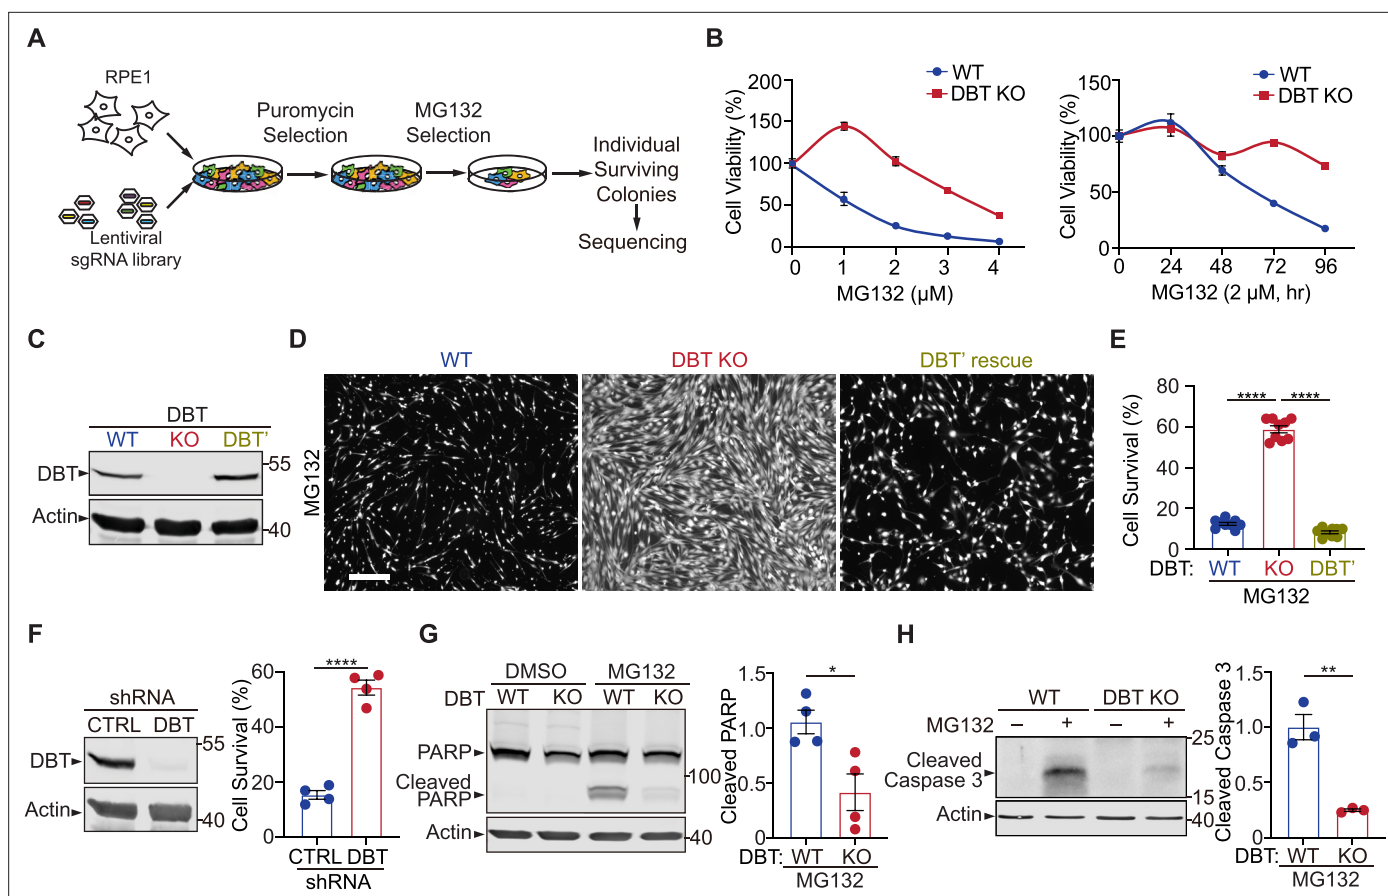 A
RPE1
Lentiviral
sgRNA library
Puromycin
Selection
MG132
Selection
Individual
Surviving
Colonies
Sequencing
B
WT
DBT KO
Cell Viability (%)
200
150
100
50
0
0 1 2 3 4
MG132 (µM)
WT
DBT KO
Cell Viability (%)
150
100
50
0
0 24 48 72 96
MG132 (2 µM, hr)
C
DBT
WT KO DBT'
DBT
55
Actin
40
D
WT
DBT KO
DBT' rescue
MG132
E
Cell Survival (%)
80
60
40
20
0
**** ****
DBT: WT KO DBT'
MG132
F
shRNA
CTRL DBT
DBT
55
Actin
40
Cell Survival (%)
60
40
20
0
****
CTRL DBT
shRNA
G
DMSO MG132
DBT WT KO WT KO
PARP
100
Cleaved
PARP
Actin
40
Cleaved PARP
1.5
1.0
0.5
0.0
*
DBT: WT KO
MG132
H
WT DBT KO
MG132 – + – +
25
Cleaved
Caspase 3
15
Actin
40
Cleaved Caspase 3
1.5
1.0
0.5
0.0
**
DBT: WT KO
MG132